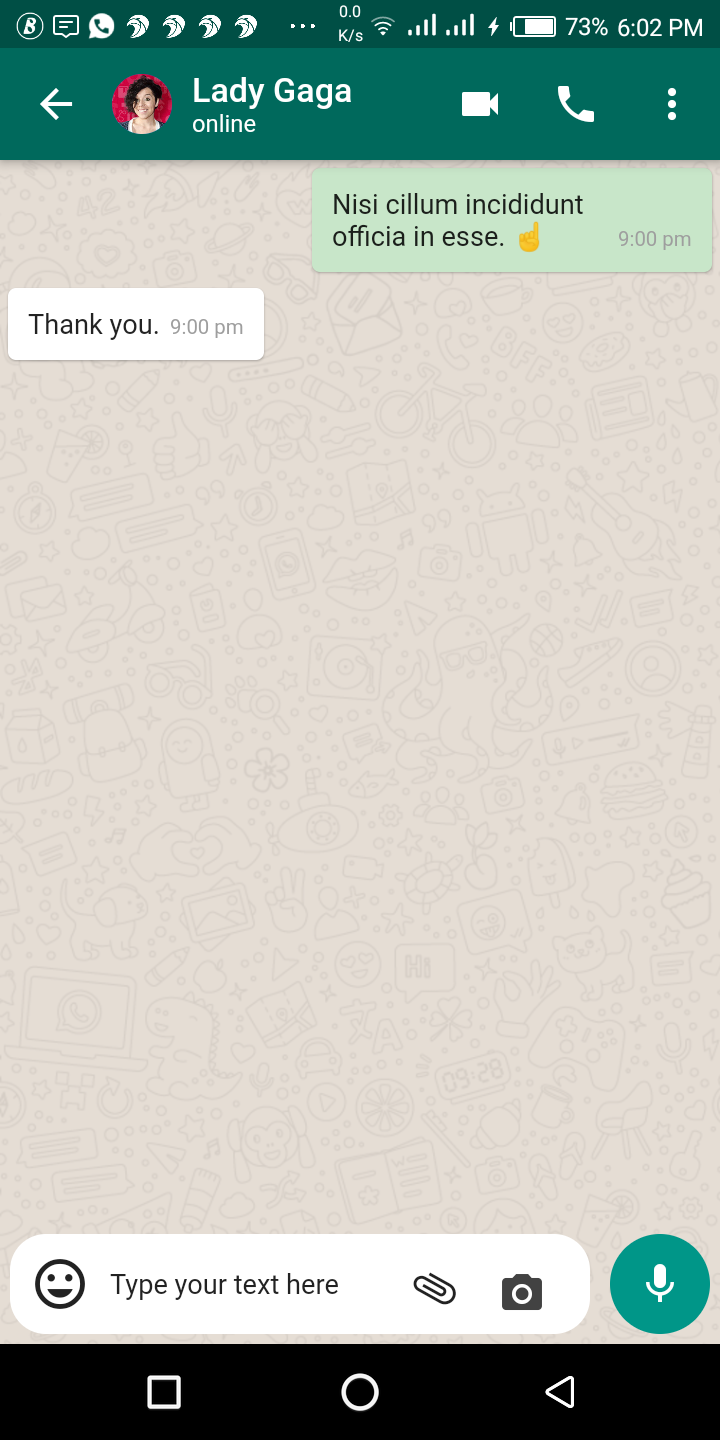 0.0
K/s
73%
6:02 PM
Lady Gaga
online
Nisi cillum incididunt
officia in esse. ☝
9:00 pm
Thank you.
9:00 pm
Type your text here